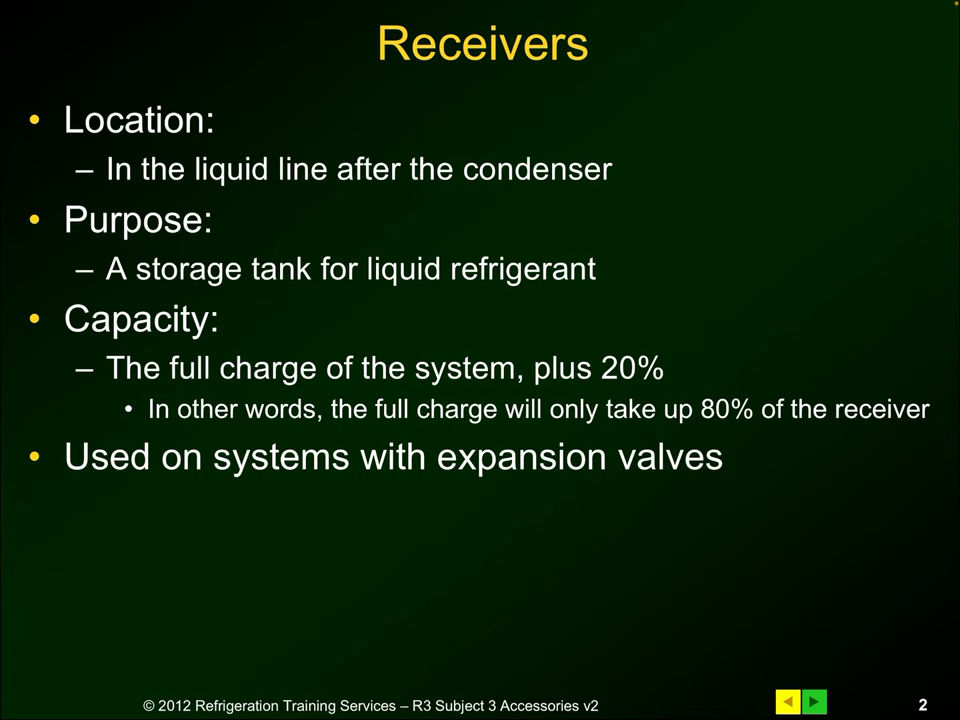 Receivers
• Location:
– In the liquid line after the condenser
• Purpose:
– A storage tank for liquid refrigerant
• Capacity:
– The full charge of the system, plus 20%
• In other words, the full charge will only take up 80% of the receiver
• Used on systems with expansion valves
© 2012 Refrigeration Training Services – R3 Subject 3 Accessories v2
2